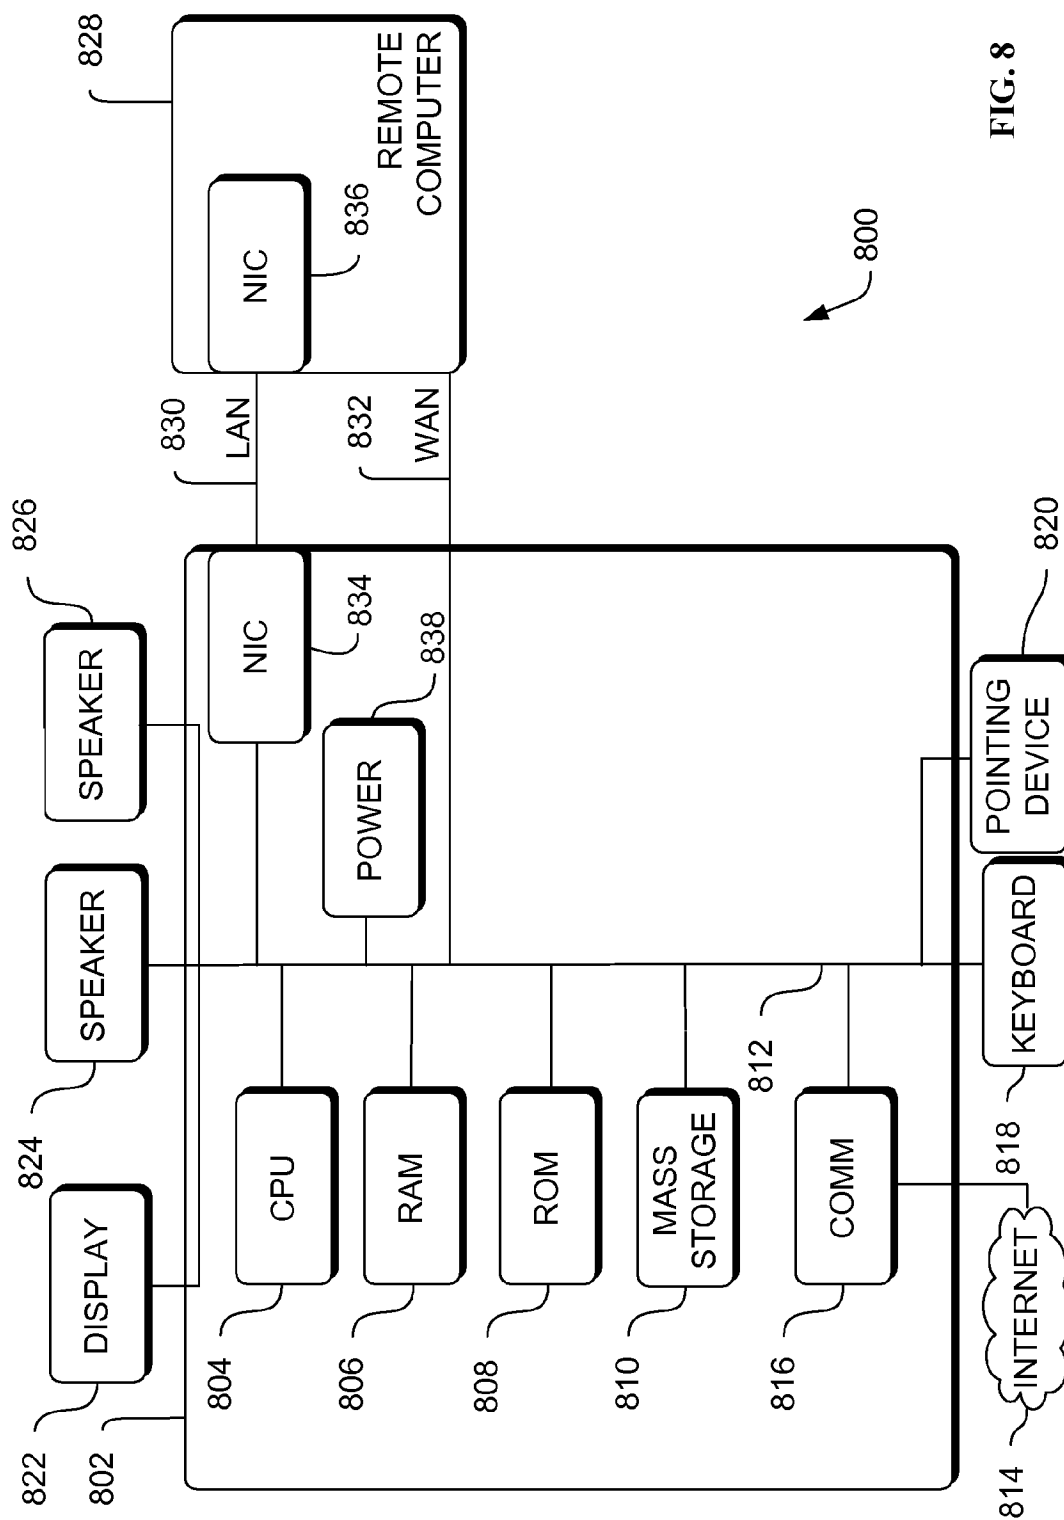 822
DISPLAY
802
824
SPEAKER
SPEAKER
826
804
CPU
806
RAM
808
ROM
810
MASS
STORAGE
816
COMM
812
NIC
834
POWER
838
830
LAN
832
WAN
828
NIC
836
REMOTE
COMPUTER
814
INTERNET
818
KEYBOARD
POINTING
DEVICE
820
800
FIG. 8